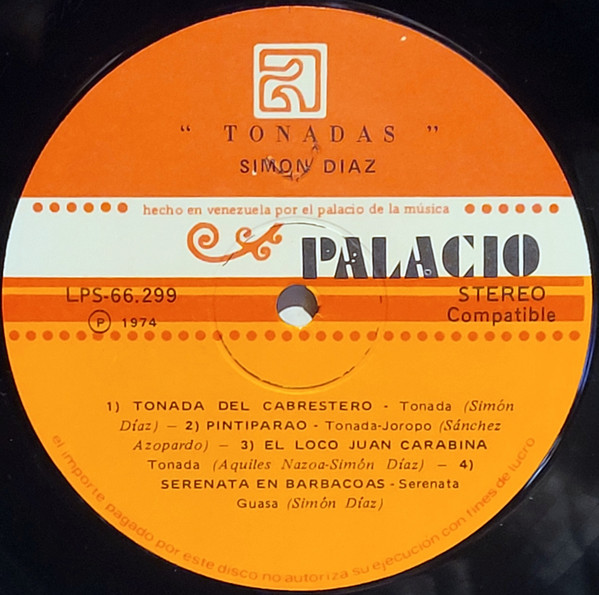 " TONADAS "
SIMON DIAZ
hecho en venezuela por el palacio de la música
PALACIO
LPS-66.299
STEREO
Ⓟ 1974
Compatible
1) TONADA DEL CABRESTERO - Tonada (Simón
Díaz) — 2) PINTIPARAO - Tonada-Joropo (Sánchez
Azopardo) — 3) EL LOCO JUAN CARABINA
Tonada (Aquiles Nazoa-Simón Díaz) — 4)
SERENATA EN BARBACOAS - Serenata
Guasa (Simón Díaz)
el importe pagado por este disco no autoriza su ejecución con fines de lucro